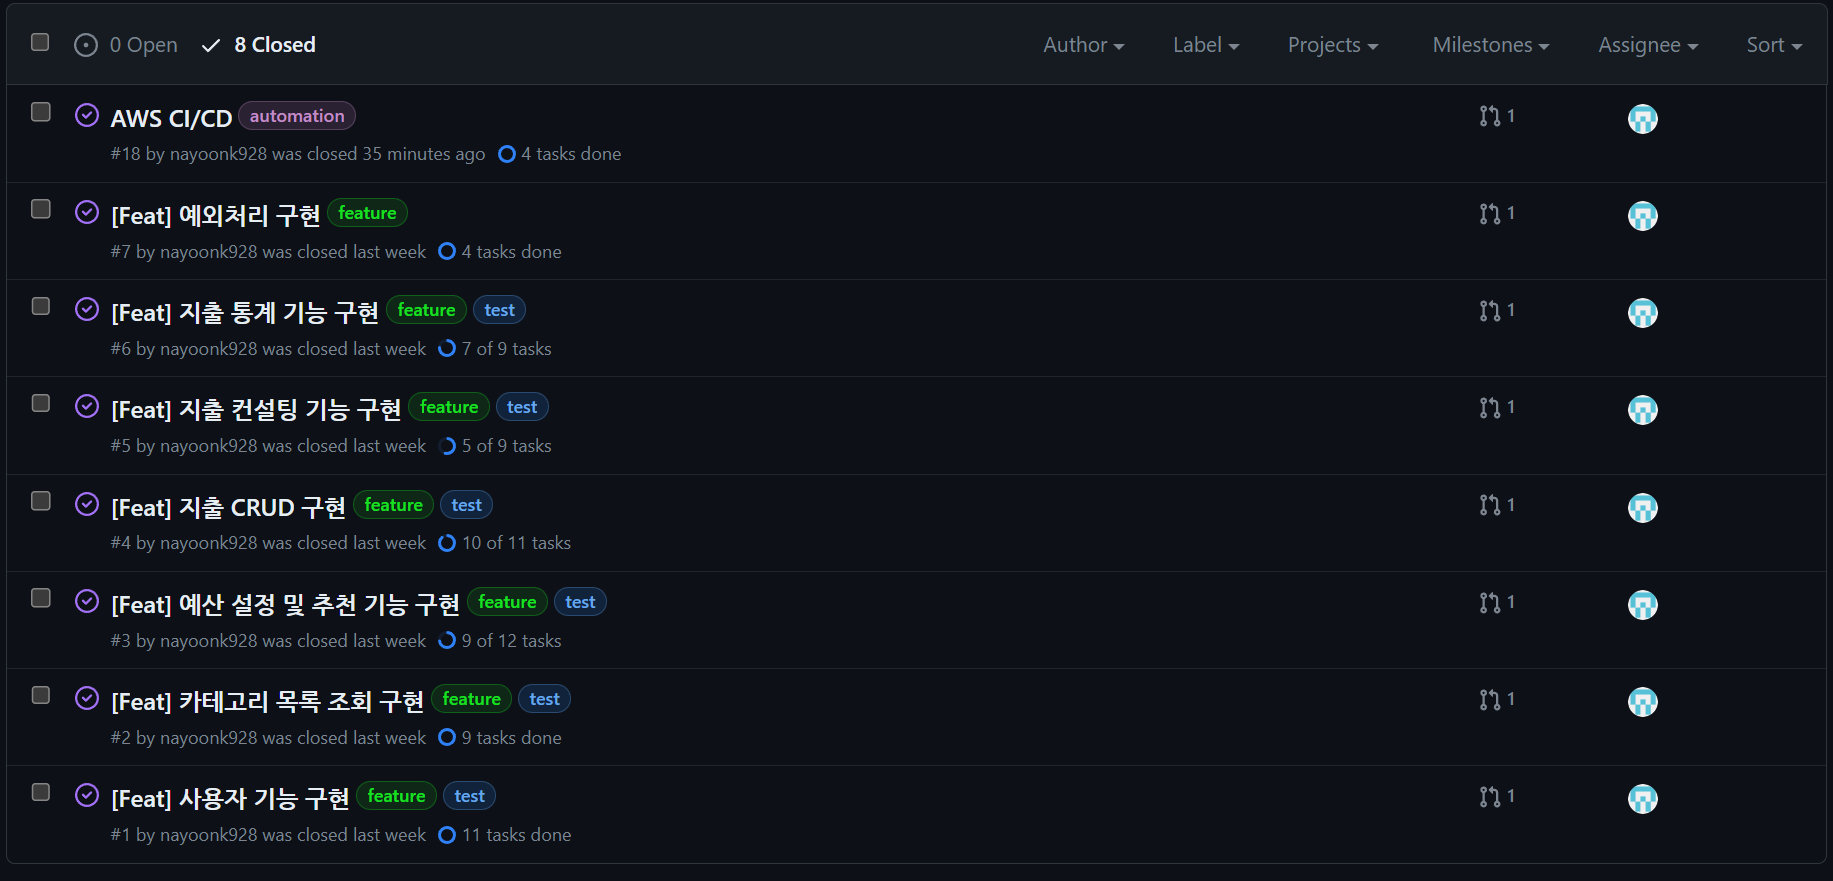 0 Open 8 Closed Author Label Projects Milestones Assignee Sort
AWS CI/CD automation 1
#18 by nayoonk928 was closed 35 minutes ago 4 tasks done
[Feat] 예외처리 구현 feature 1
#7 by nayoonk928 was closed last week 4 tasks done
[Feat] 지출 통계 기능 구현 feature test 1
#6 by nayoonk928 was closed last week 7 of 9 tasks
[Feat] 지출 컨설팅 기능 구현 feature test 1
#5 by nayoonk928 was closed last week 5 of 9 tasks
[Feat] 지출 CRUD 구현 feature test 1
#4 by nayoonk928 was closed last week 10 of 11 tasks
[Feat] 예산 설정 및 추천 기능 구현 feature test 1
#3 by nayoonk928 was closed last week 9 of 12 tasks
[Feat] 카테고리 목록 조회 구현 feature test 1
#2 by nayoonk928 was closed last week 9 tasks done
[Feat] 사용자 기능 구현 feature test 1
#1 by nayoonk928 was closed last week 11 tasks done